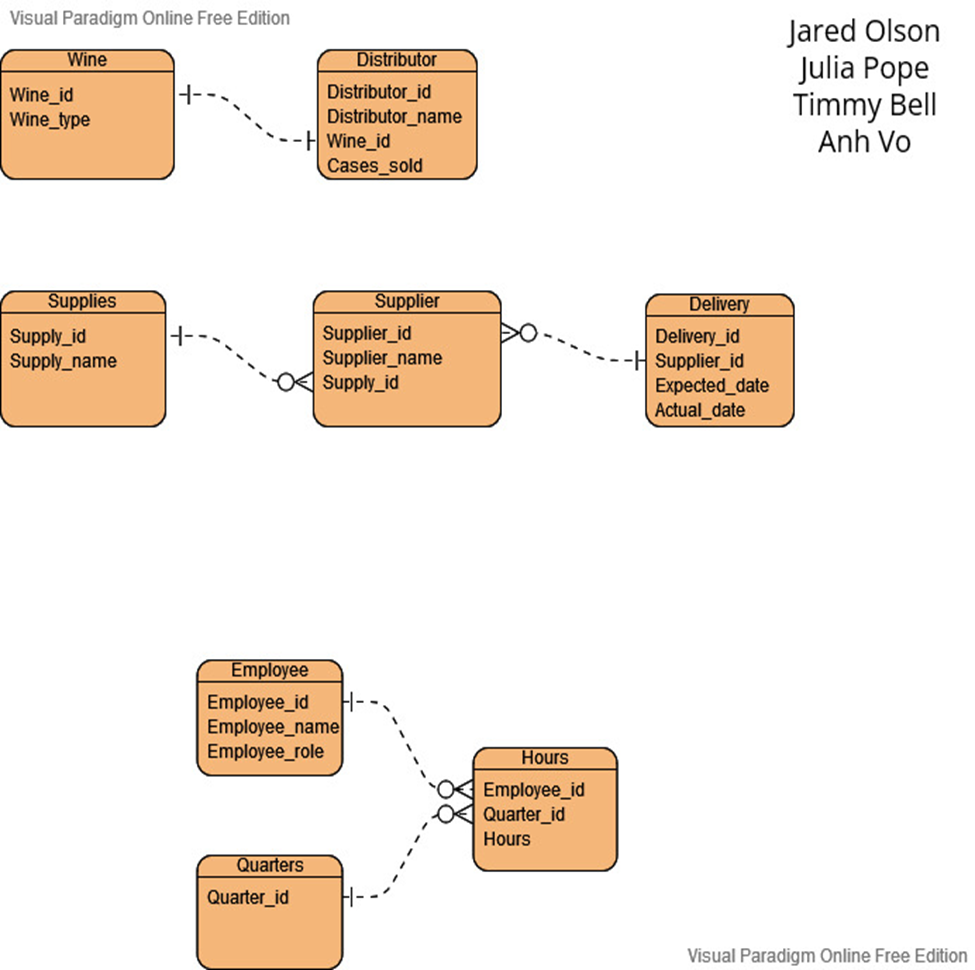 Visual Paradigm Online Free Edition
Jared Olson
Julia Pope
Timmy Bell
Anh Vo
Wine
Wine_id
Wine_type
Distributor
Distributor_id
Distributor_name
Wine_id
Cases_sold
Supplies
Supply_id
Supply_name
Supplier
Supplier_id
Supplier_name
Supply_id
Delivery
Delivery_id
Supplier_id
Expected_date
Actual_date
Employee
Employee_id
Employee_name
Employee_role
Hours
Employee_id
Quarter_id
Hours
Quarters
Quarter_id
Visual Paradigm Online Free Edition